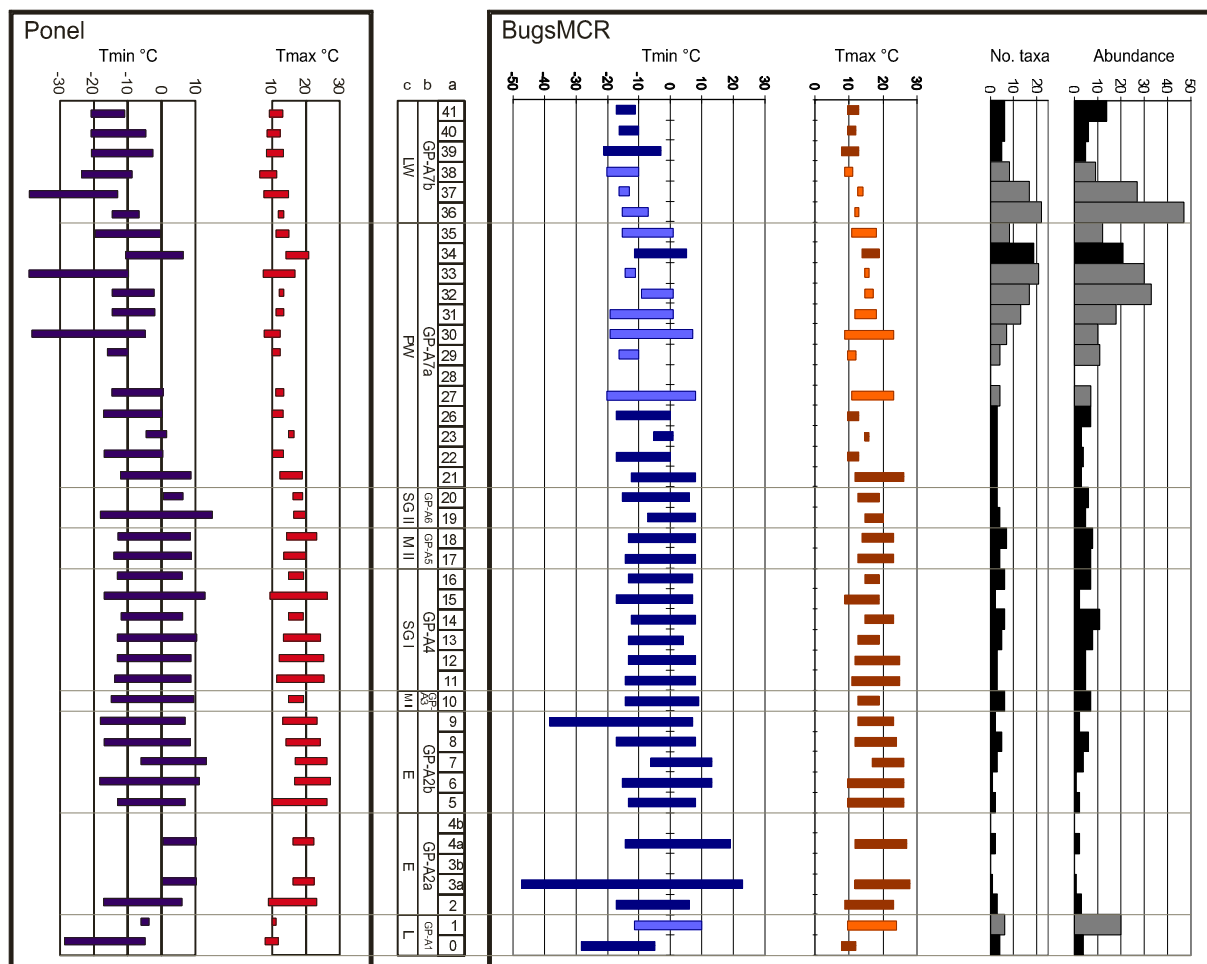 Ponel
BugsMCR
Tmin °C
Tmax °C
Tmin °C
Tmax °C
No. taxa
Abundance
-30 -20 -10 0 10
0 10 20 30
c b a
-50 -40 -30 -20 -10 0 10 20 30
0 10 20 30
0 10 20
0 10 20 30 40 50
41
40
39
38
37
36
LW
GP-A7b
35
34
33
32
31
30
29
28
27
26
23
22
21
PW
GP-A7a
20
19
SG II
GP-A6
18
17
M II
GP-A5
16
15
14
13
12
11
SG I
GP-A4
10
M I
GP-A3
9
8
7
6
5
E
GP-A2b
4b
4a
3b
3a
2
E
GP-A2a
1
0
L
GP-A1